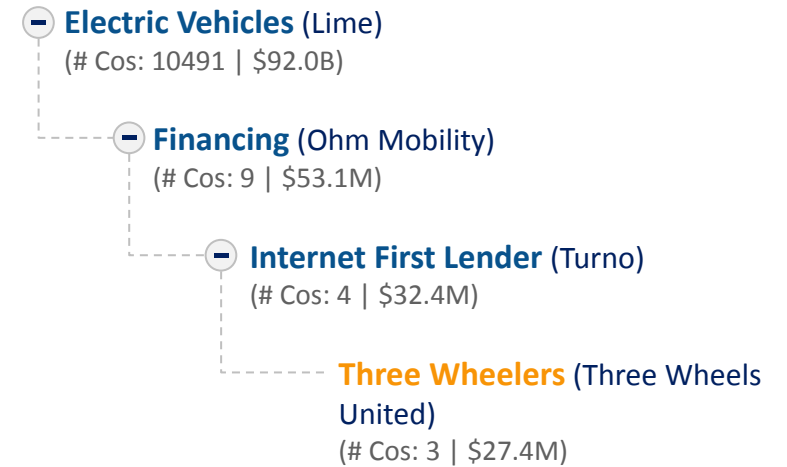 Electric Vehicles (Lime)
(# Cos: 10491 | $92.0B)
Financing (Ohm Mobility)
(# Cos: 9 | $53.1M)
Internet First Lender (Turno)
(# Cos: 4 | $32.4M)
Three Wheelers (Three Wheels
United)
(# Cos: 3 | $27.4M)